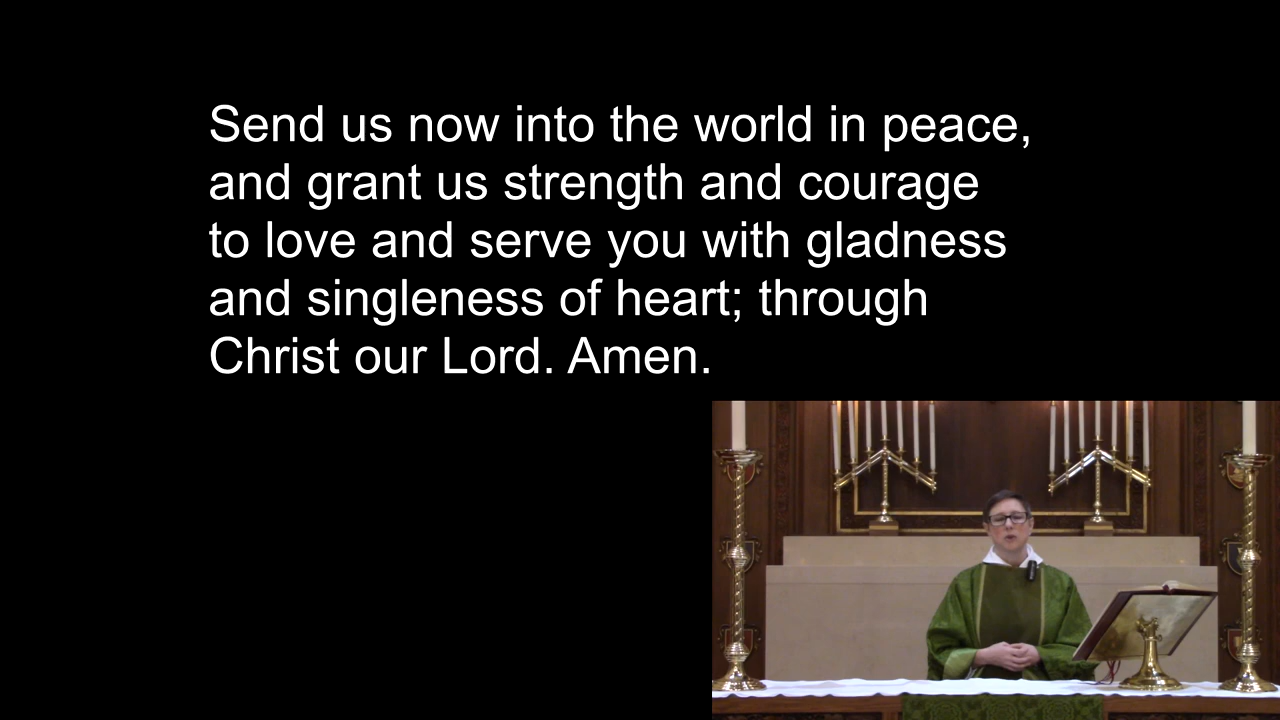 Send us now into the world in peace,
and grant us strength and courage
to love and serve you with gladness
and singleness of heart; through
Christ our Lord. Amen.